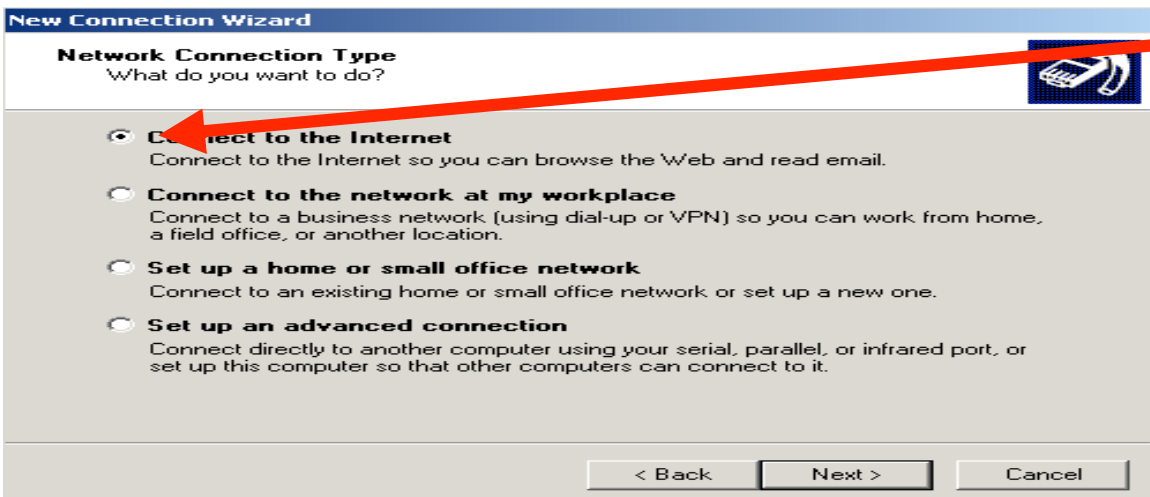 New Connection Wizard
Network Connection Type
What do you want to do?
Connect to the Internet
Connect to the Internet so you can browse the Web and read email.
Connect to the network at my workplace
Connect to a business network (using dial-up or VPN) so you can work from home,
a field office, or another location.
Set up a home or small office network
Connect to an existing home or small office network or set up a new one.
Set up an advanced connection
Connect directly to another computer using your serial, parallel, or infrared port, or
set up this computer so that other computers can connect to it.
< Back Next > Cancel